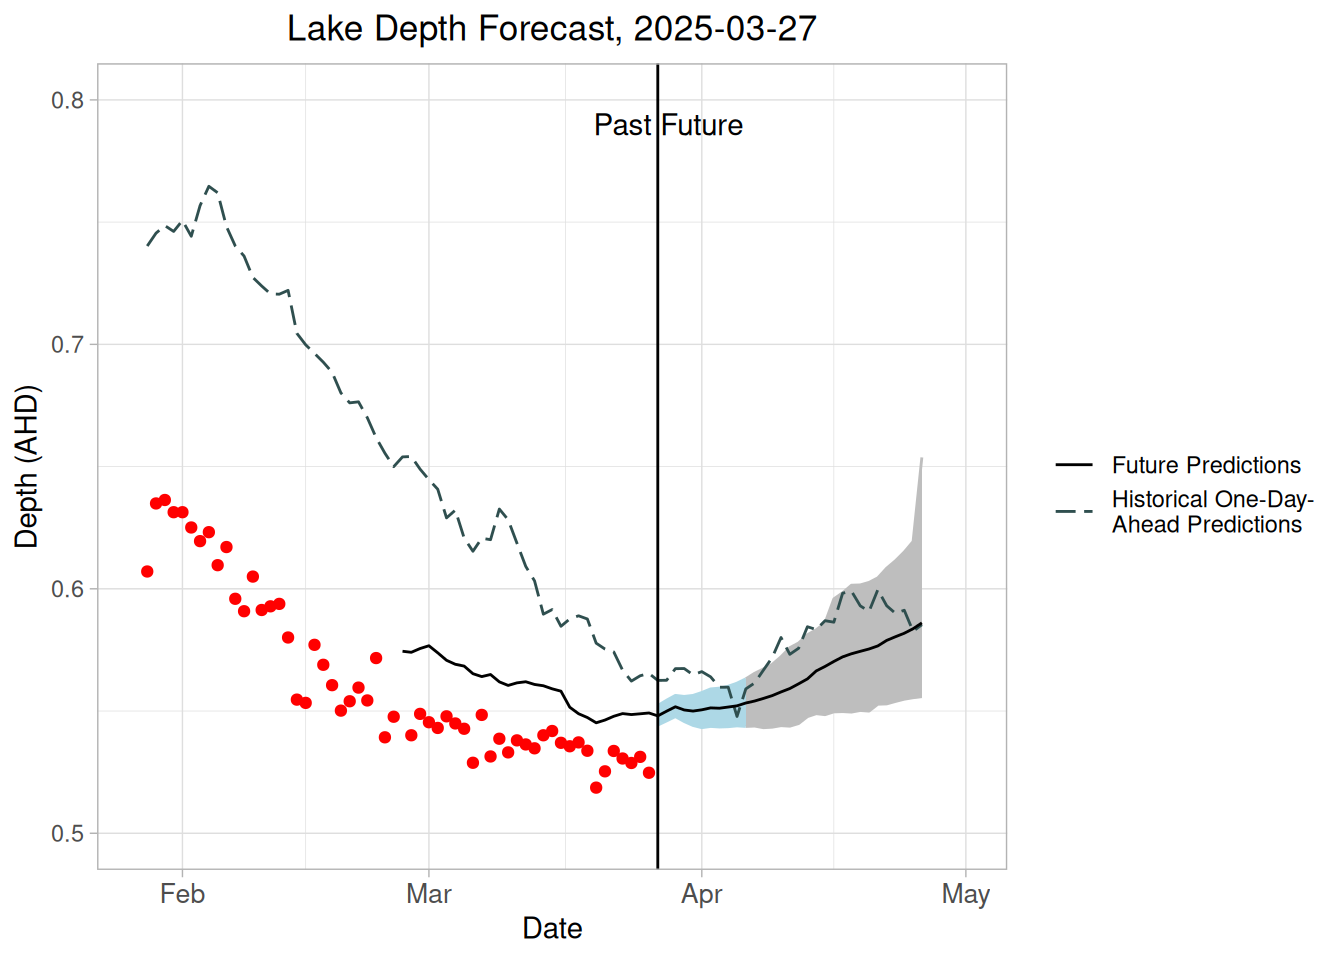 Lake Depth Forecast, 2025-03-27
Past Future
0.8
0.7
0.6
0.5
Depth (AHD)
Feb Mar Apr May
Date
Future Predictions
Historical One-Day-
Ahead Predictions